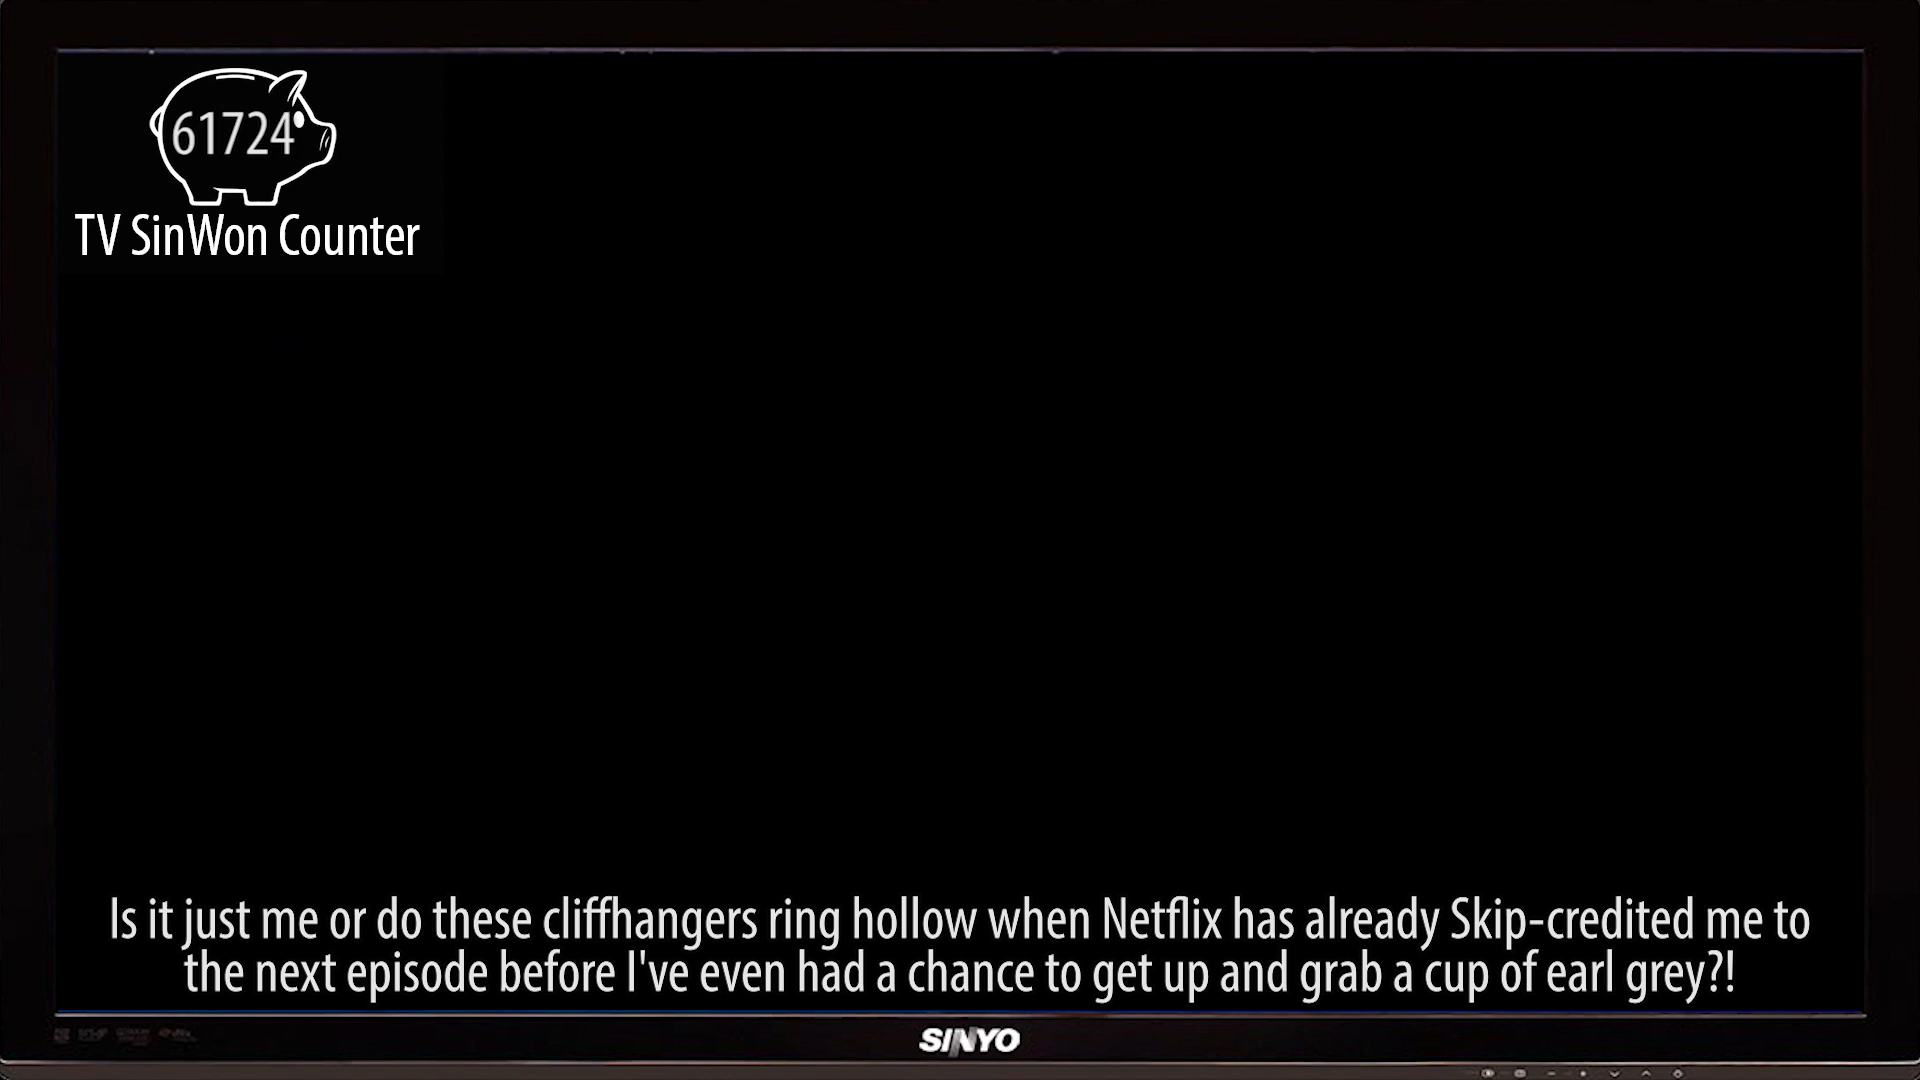 61724
TV SinWon Counter
Is it just me or do these cliffhangers ring hollow when Netflix has already Skip-credited me to
the next episode before I've even had a chance to get up and grab a cup of earl grey?!
SINYO